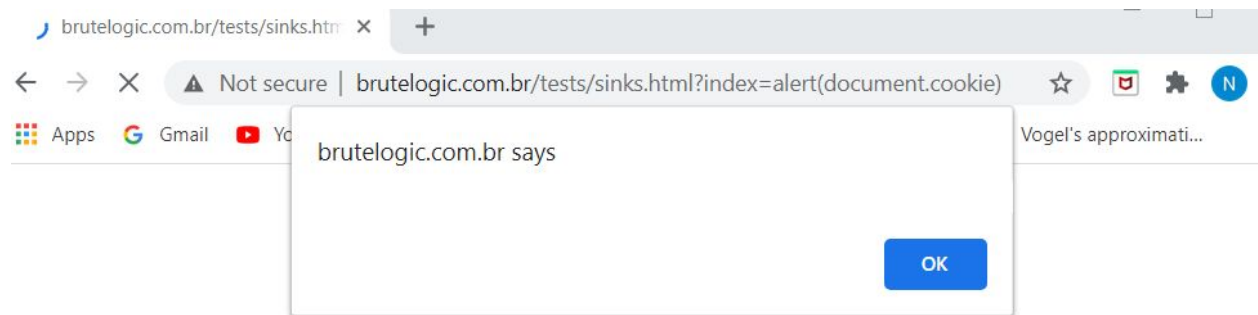 brutelogic.com.br/tests/sinks.htm
Not secure | brutelogic.com.br/tests/sinks.html?index=alert(document.cookie)
N
Apps G Gmail Yo Vogel's approximati...
brutelogic.com.br says
OK